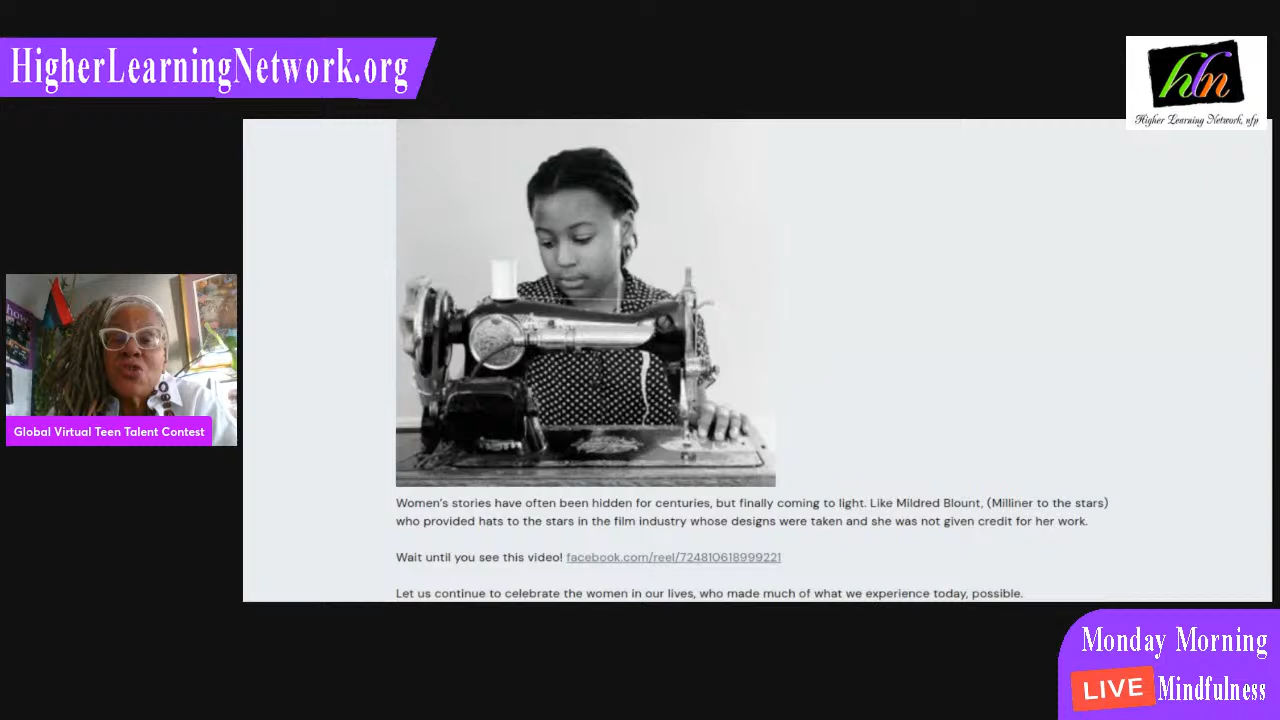 HigherLearningNetwork.org
hln
Higher Learning Network, nfp
Global Virtual Teen Talent Contest
Women's stories have often been hidden for centuries, but finally coming to light. Like Mildred Blount, (Milliner to the stars)
who provided hats to the stars in the film industry whose designs were taken and she was not given credit for her work.
Wait until you see this video! facebook.com/reel/724810618999221
Let us continue to celebrate the women in our lives, who made much of what we experience today, possible.
Monday Morning
LIVE Mindfulness